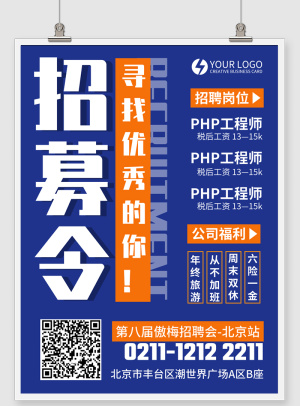 招募令
寻找优秀的你！
RECRUITMENT
YOUR LOGO
CREATIVE BUSINESS CARD
招聘岗位
PHP工程师
税后工资 13—15k
PHP工程师
税后工资 13—15k
PHP工程师
税后工资 13—15k
公司福利
六险一金
周末双休
从不加班
年终旅游
第八届傲梅招聘会-北京站
0211-1212 2211
北京市丰台区潮世界广场A区B座